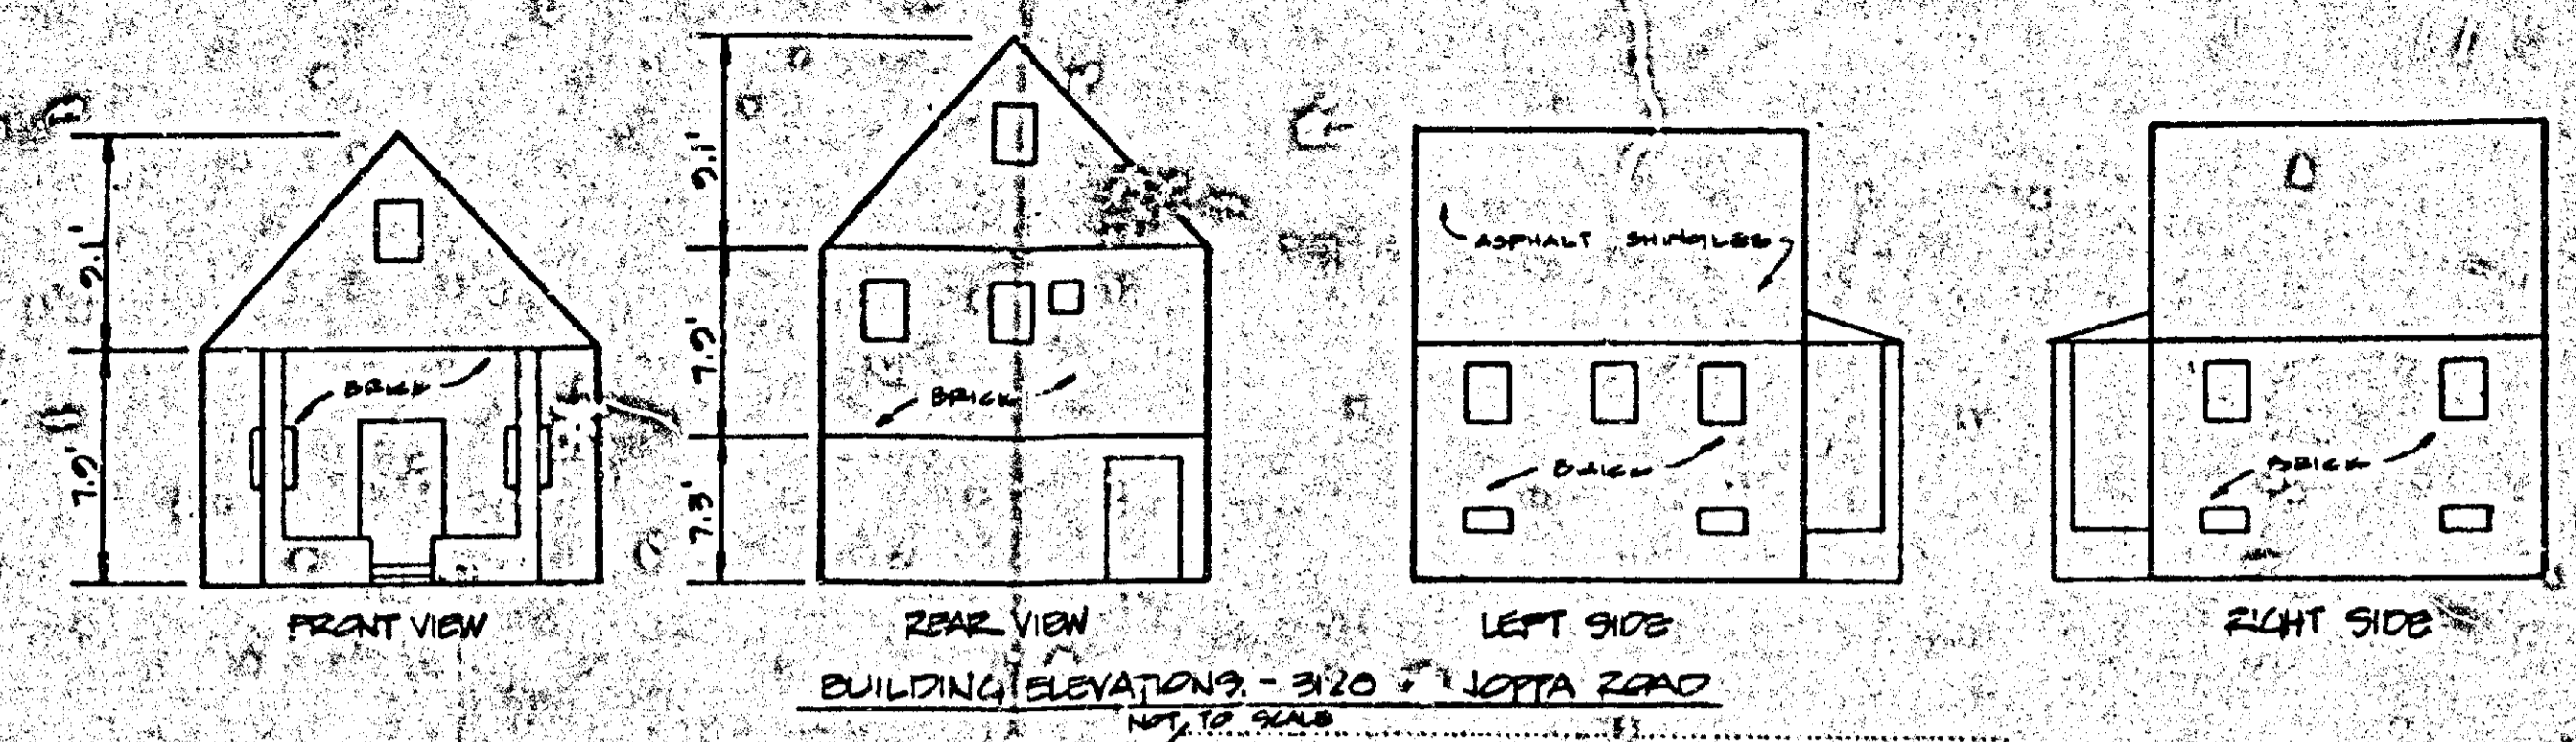 9.1'
7.9'
BRICK
FRONT VIEW
9.1'
7.9'
7.3'
BRICK
REAR VIEW
ASPHALT SHINGLES
BRICK
LEFT SIDE
BRICK
RIGHT SIDE
BUILDING ELEVATIONS - 3120 JOPPA ROAD
NOT TO SCALE